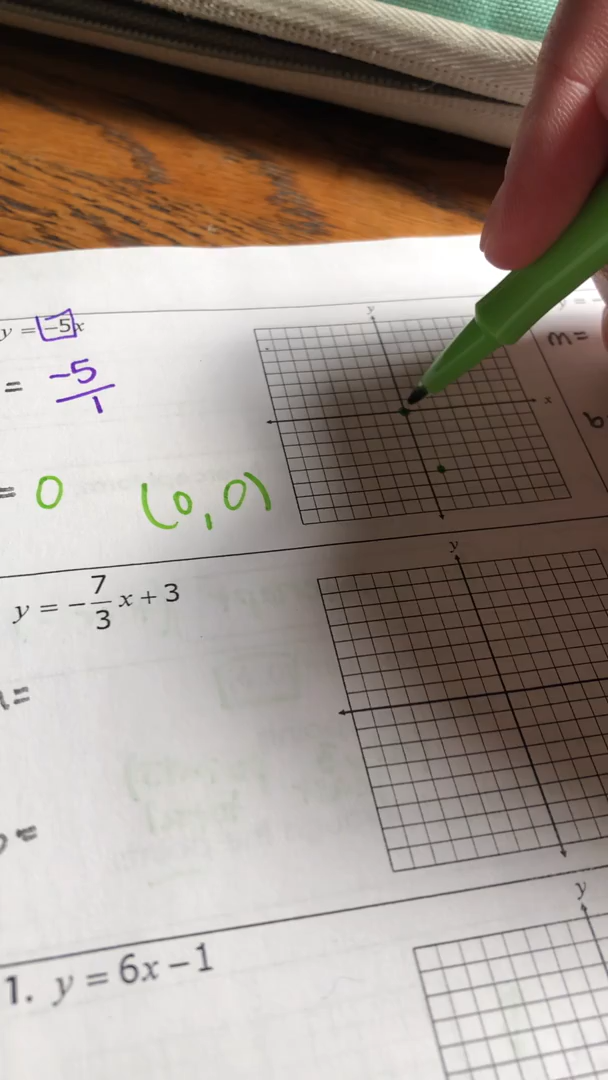 y = -5x
m=
= -5/1
= 0 (0,0)
b
y
x
y = -7/3 x + 3
=
y
=
1. y = 6x - 1
y